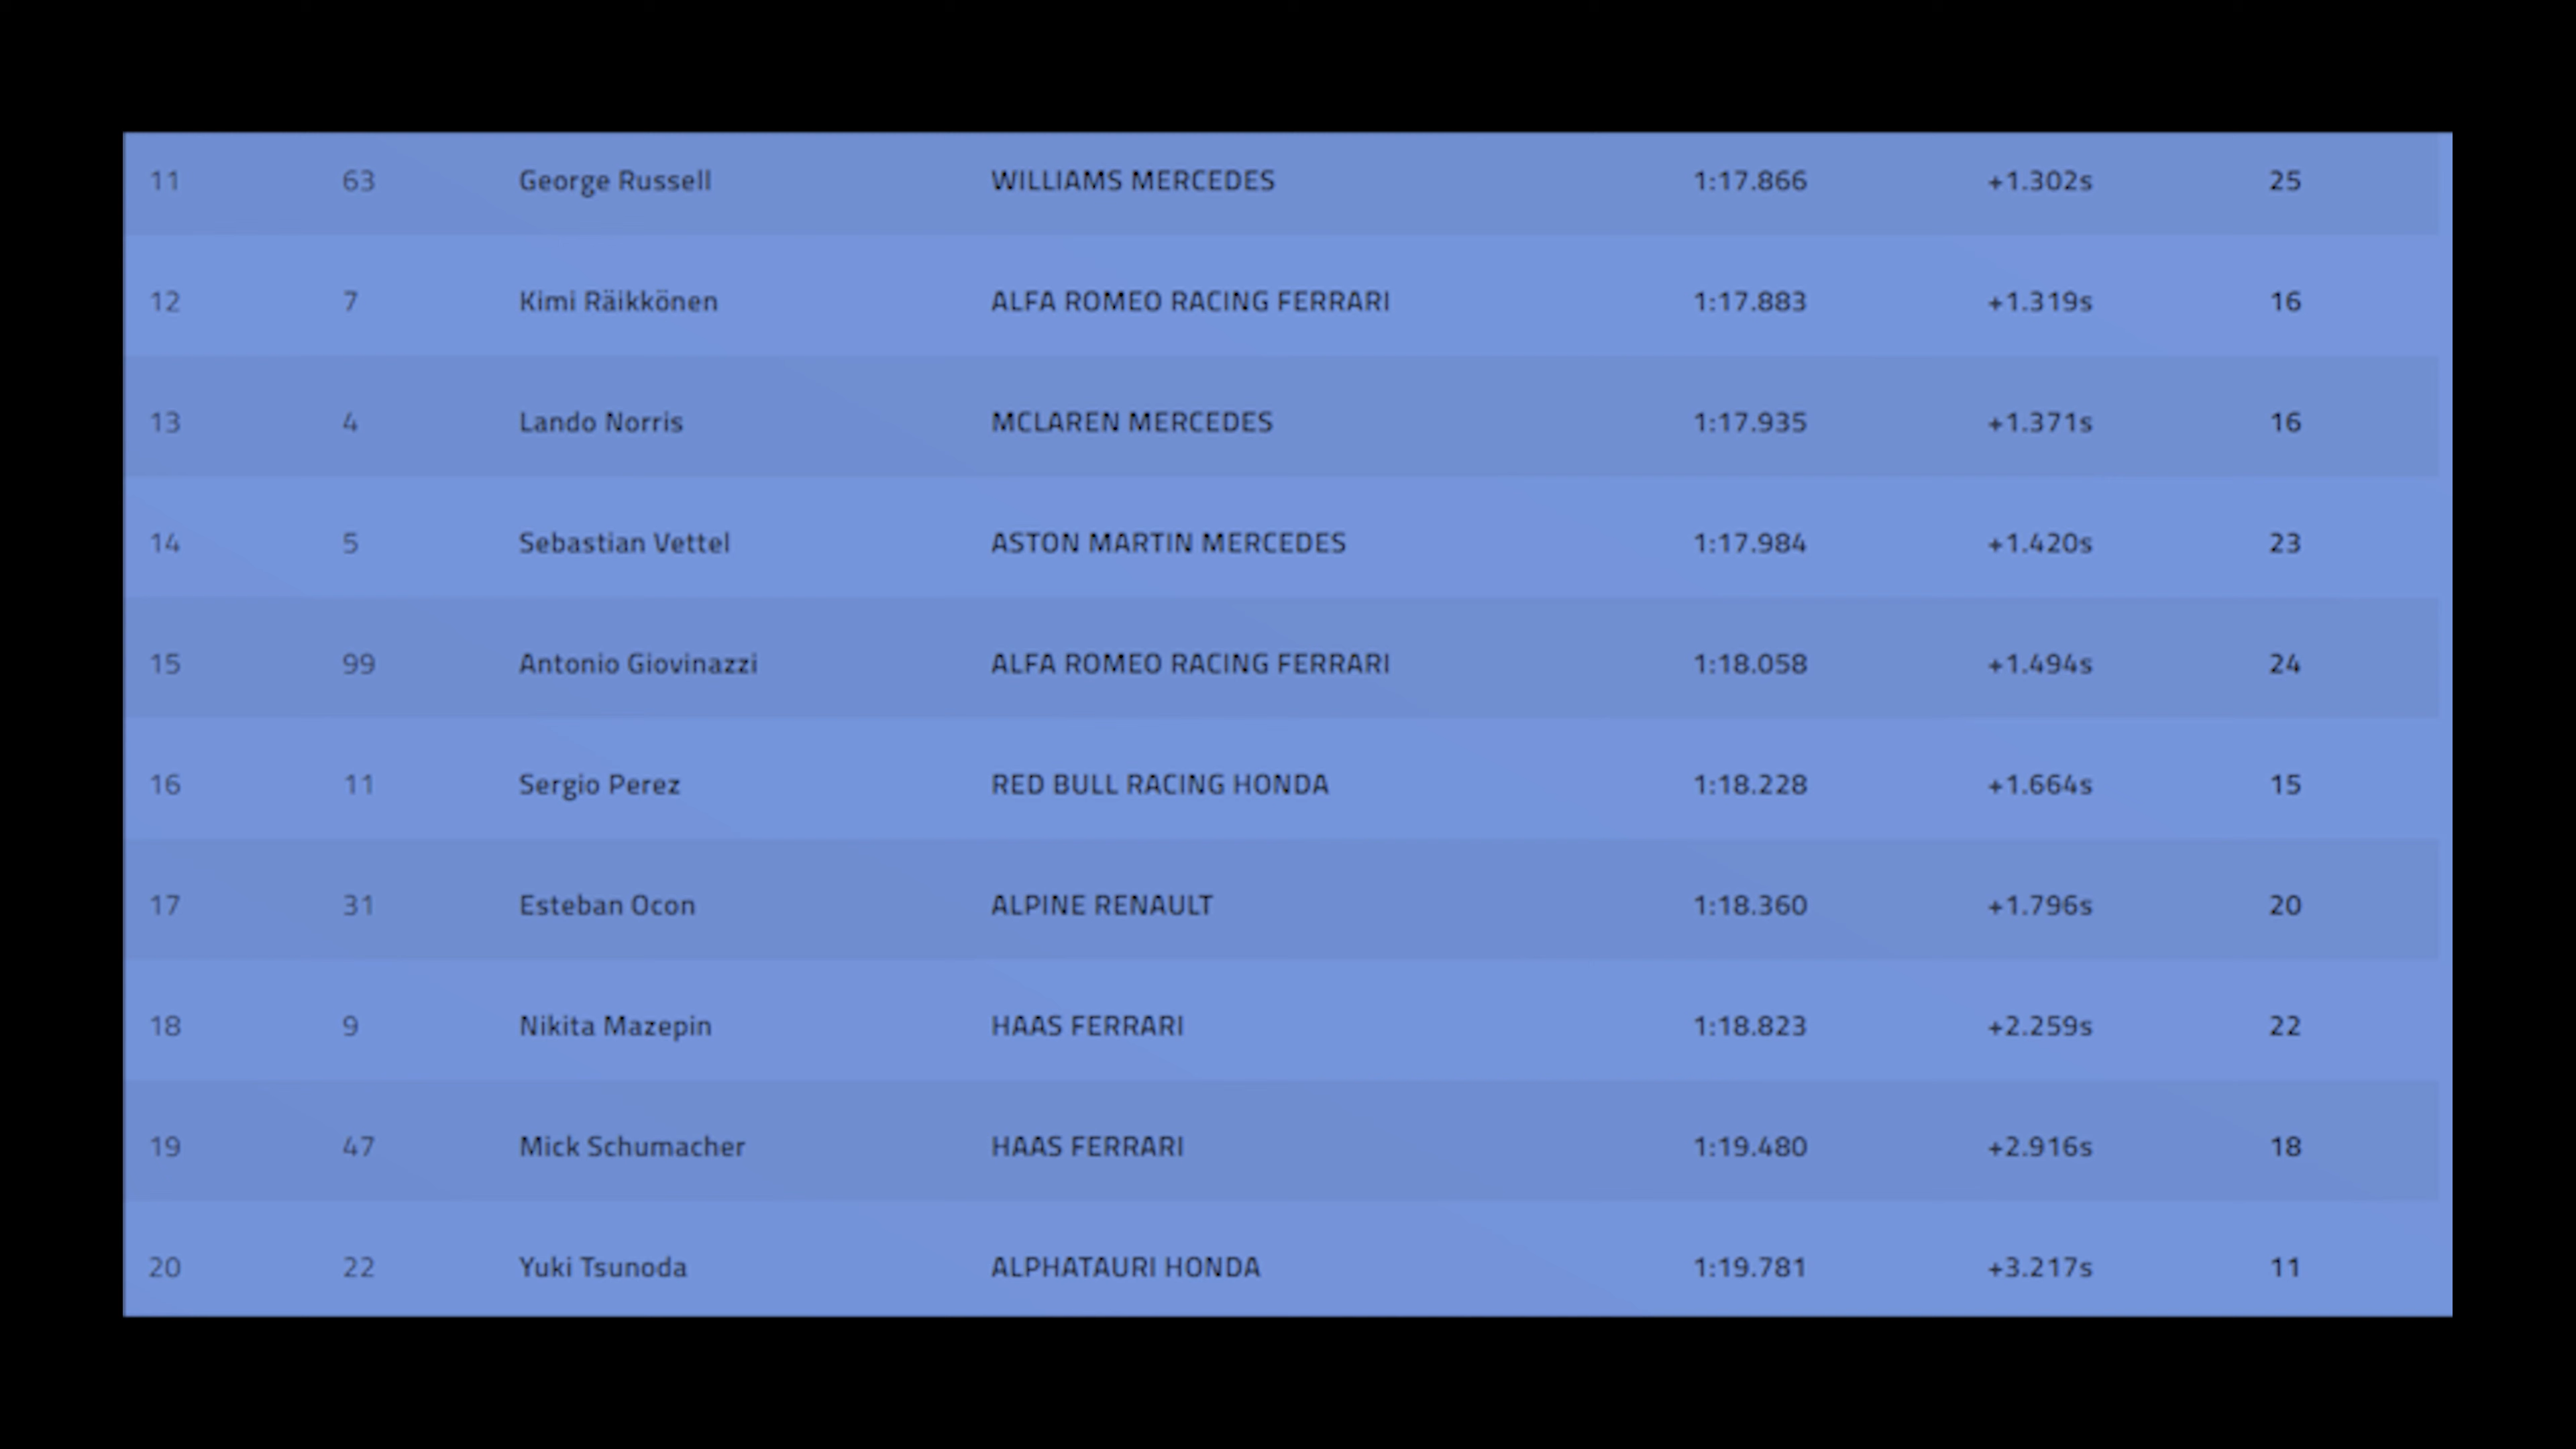 11 63 George Russell WILLIAMS MERCEDES 1:17.866 +1.302s 25
12 7 Kimi Räikkönen ALFA ROMEO RACING FERRARI 1:17.883 +1.319s 16
13 4 Lando Norris MCLAREN MERCEDES 1:17.935 +1.371s 16
14 5 Sebastian Vettel ASTON MARTIN MERCEDES 1:17.984 +1.420s 23
15 99 Antonio Giovinazzi ALFA ROMEO RACING FERRARI 1:18.058 +1.494s 24
16 11 Sergio Perez RED BULL RACING HONDA 1:18.228 +1.664s 15
17 31 Esteban Ocon ALPINE RENAULT 1:18.360 +1.796s 20
18 9 Nikita Mazepin HAAS FERRARI 1:18.823 +2.259s 22
19 47 Mick Schumacher HAAS FERRARI 1:19.480 +2.916s 18
20 22 Yuki Tsunoda ALPHATAURI HONDA 1:19.781 +3.217s 11